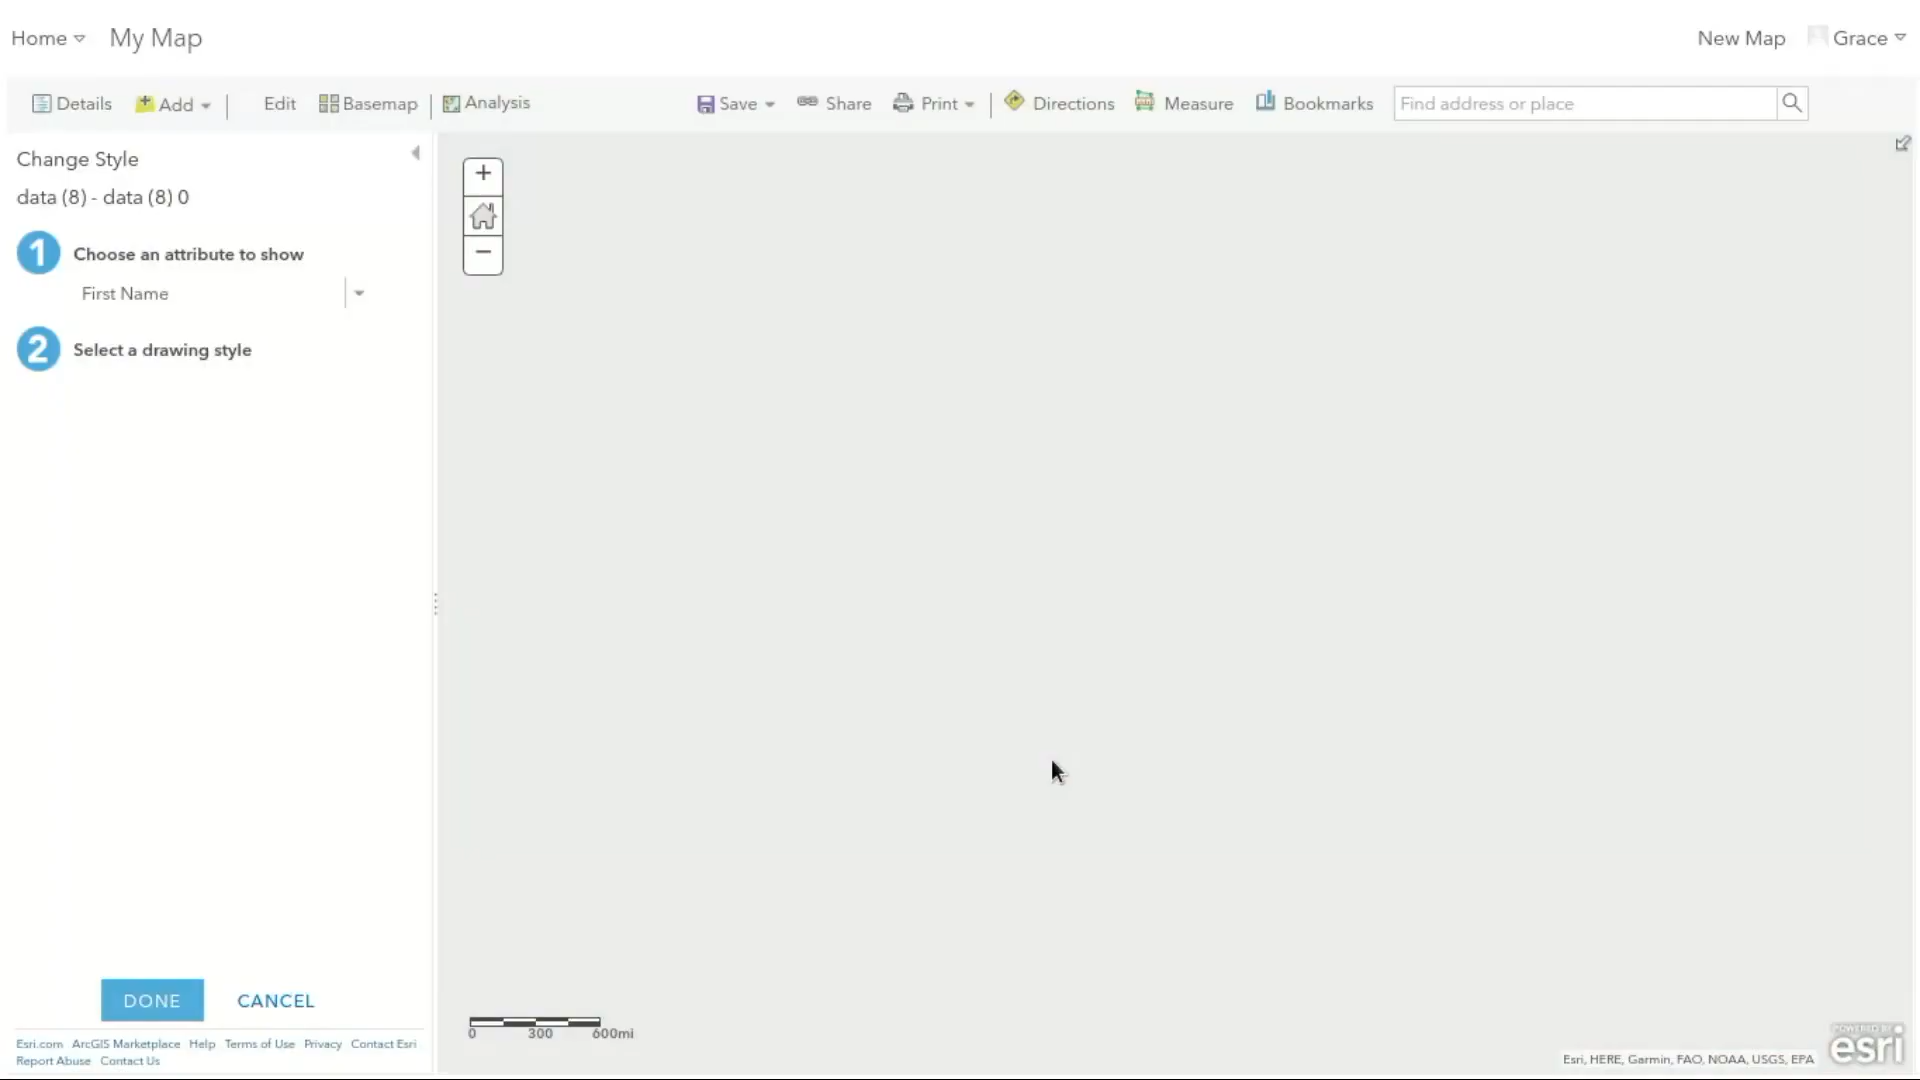 Home My Map New Map Grace
Details Add Edit Basemap Analysis Save Share Print Directions Measure Bookmarks Find address or place
Change Style
data (8) - data (8) 0
1 Choose an attribute to show
First Name
2 Select a drawing style
+
−
DONE CANCEL
0 300 600mi
Esri.com ArcGIS Marketplace Help Terms of Use Privacy Contact Esri
Report Abuse Contact Us
Esri, HERE, Garmin, FAO, NOAA, USGS, EPA
POWERED BY
esri